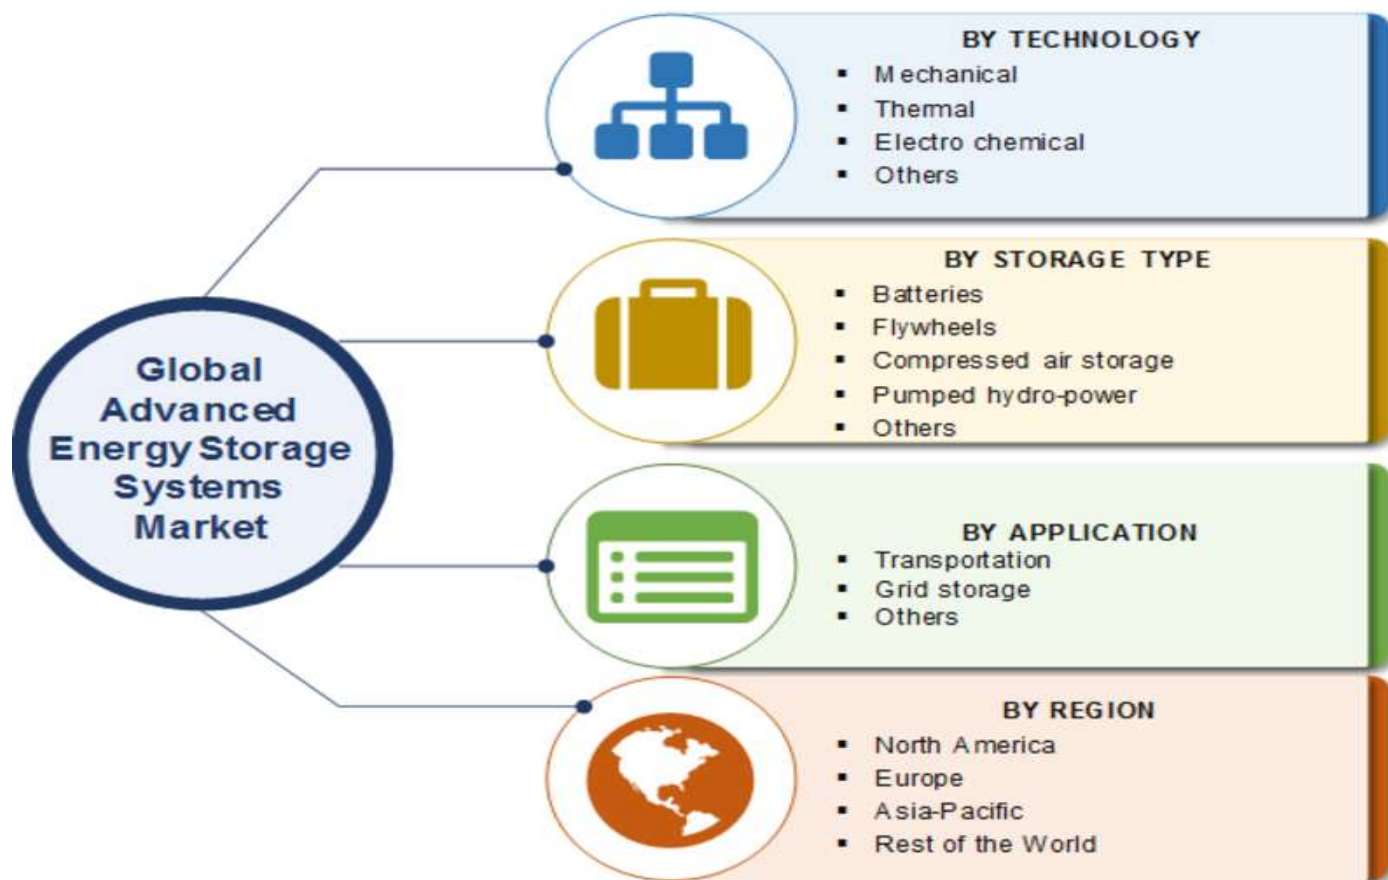 Global
Advanced
Energy Storage
Systems
Market
BY TECHNOLOGY
▪ Mechanical
▪ Thermal
▪ Electro chemical
▪ Others
BY STORAGE TYPE
▪ Batteries
▪ Flywheels
▪ Compressed air storage
▪ Pumped hydro-power
▪ Others
BY APPLICATION
▪ Transportation
▪ Grid storage
▪ Others
BY REGION
▪ North America
▪ Europe
▪ Asia-Pacific
▪ Rest of the World